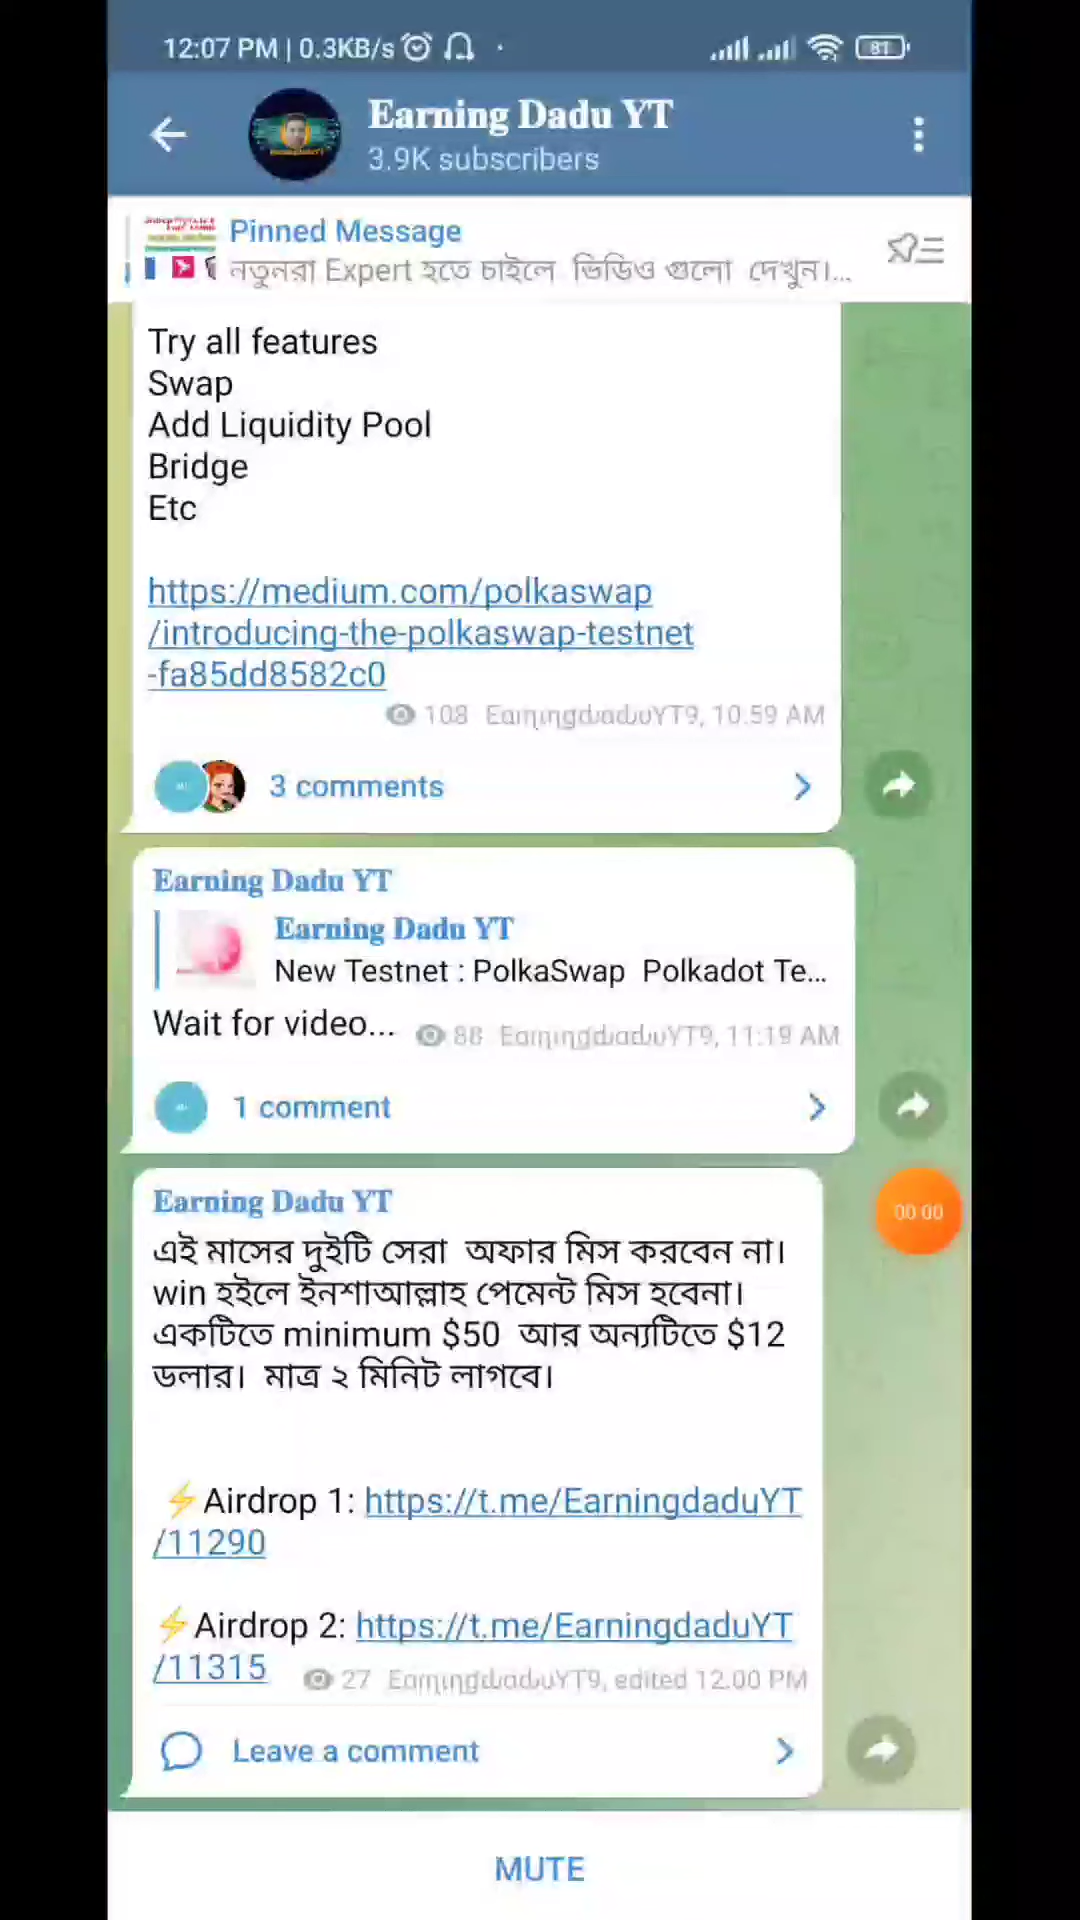 12:07 PM | 0.3KB/s
81
Earning Dadu YT
3.9K subscribers
Pinned Message
নতুনরা Expert হতে চাইলে ভিডিও গুলো দেখুন।...
Try all features
Swap
Add Liquidity Pool
Bridge
Etc
https://medium.com/polkaswap
/introducing-the-polkaswap-testnet
-fa85dd8582c0
108 10.59 AM
3 comments
Earning Dadu YT
Earning Dadu YT
New Testnet : PolkaSwap Polkadot Te...
Wait for video... 88 11:19 AM
1 comment
Earning Dadu YT
00:00
এই মাসের দুইটি সেরা অফার মিস করবেন না।
win হইলে ইনশাআল্লাহ পেমেন্ট মিস হবেনা।
একটিতে minimum $50 আর অন্যটিতে $12
ডলার। মাত্র ২ মিনিট লাগবে।
⚡Airdrop 1: https://t.me/EarningdaduYT
/11290
⚡Airdrop 2: https://t.me/EarningdaduYT
/11315 27 edited 12.00 PM
Leave a comment
MUTE